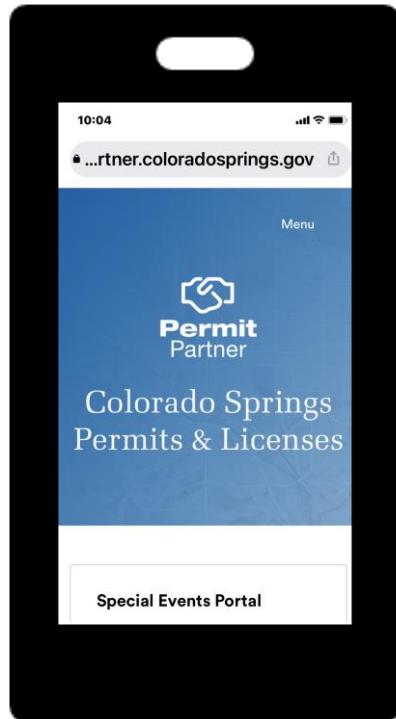 10:04
...rtner.coloradosprings.gov
Menu
Permit
Partner
Colorado Springs
Permits & Licenses
Special Events Portal